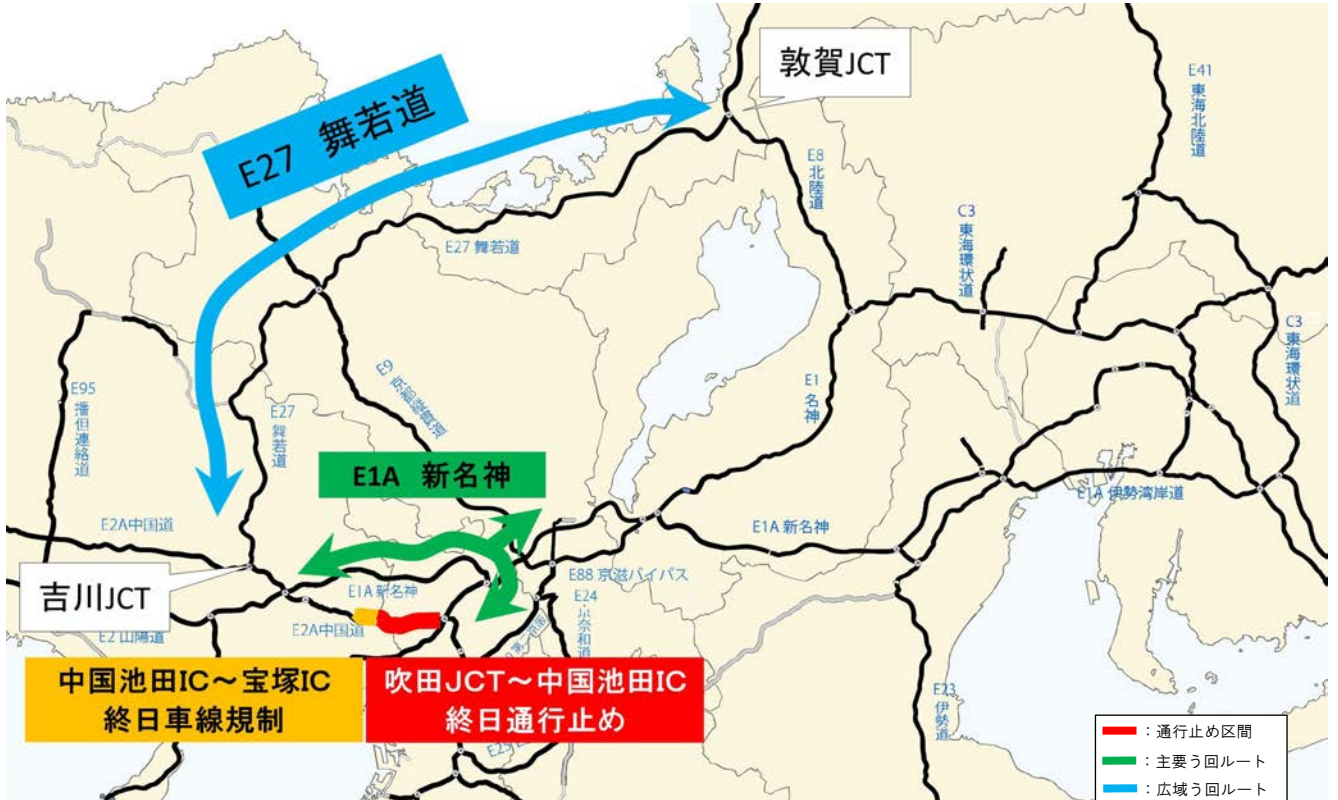 敦賀JCT
E41
東海北陸道
E27 舞若道
E8
北陸道
C3
東海環状道
E27 舞若道
C3
東海環状道
E95
播但連絡道
E27
舞若道
E9 京都縦貫道
E1
名神
E1A 新名神
E1A 伊勢湾岸道
E2A中国道
E1A 新名神
E88 京滋バイパス
吉川JCT
E1A 新名神
E24
京奈和道
E2A中国道
E2 山陽道
中国池田IC～宝塚IC
終日車線規制
吹田JCT～中国池田IC
終日通行止め
E23
伊勢道
：通行止め区間
：主要う回ルート
：広域う回ルート